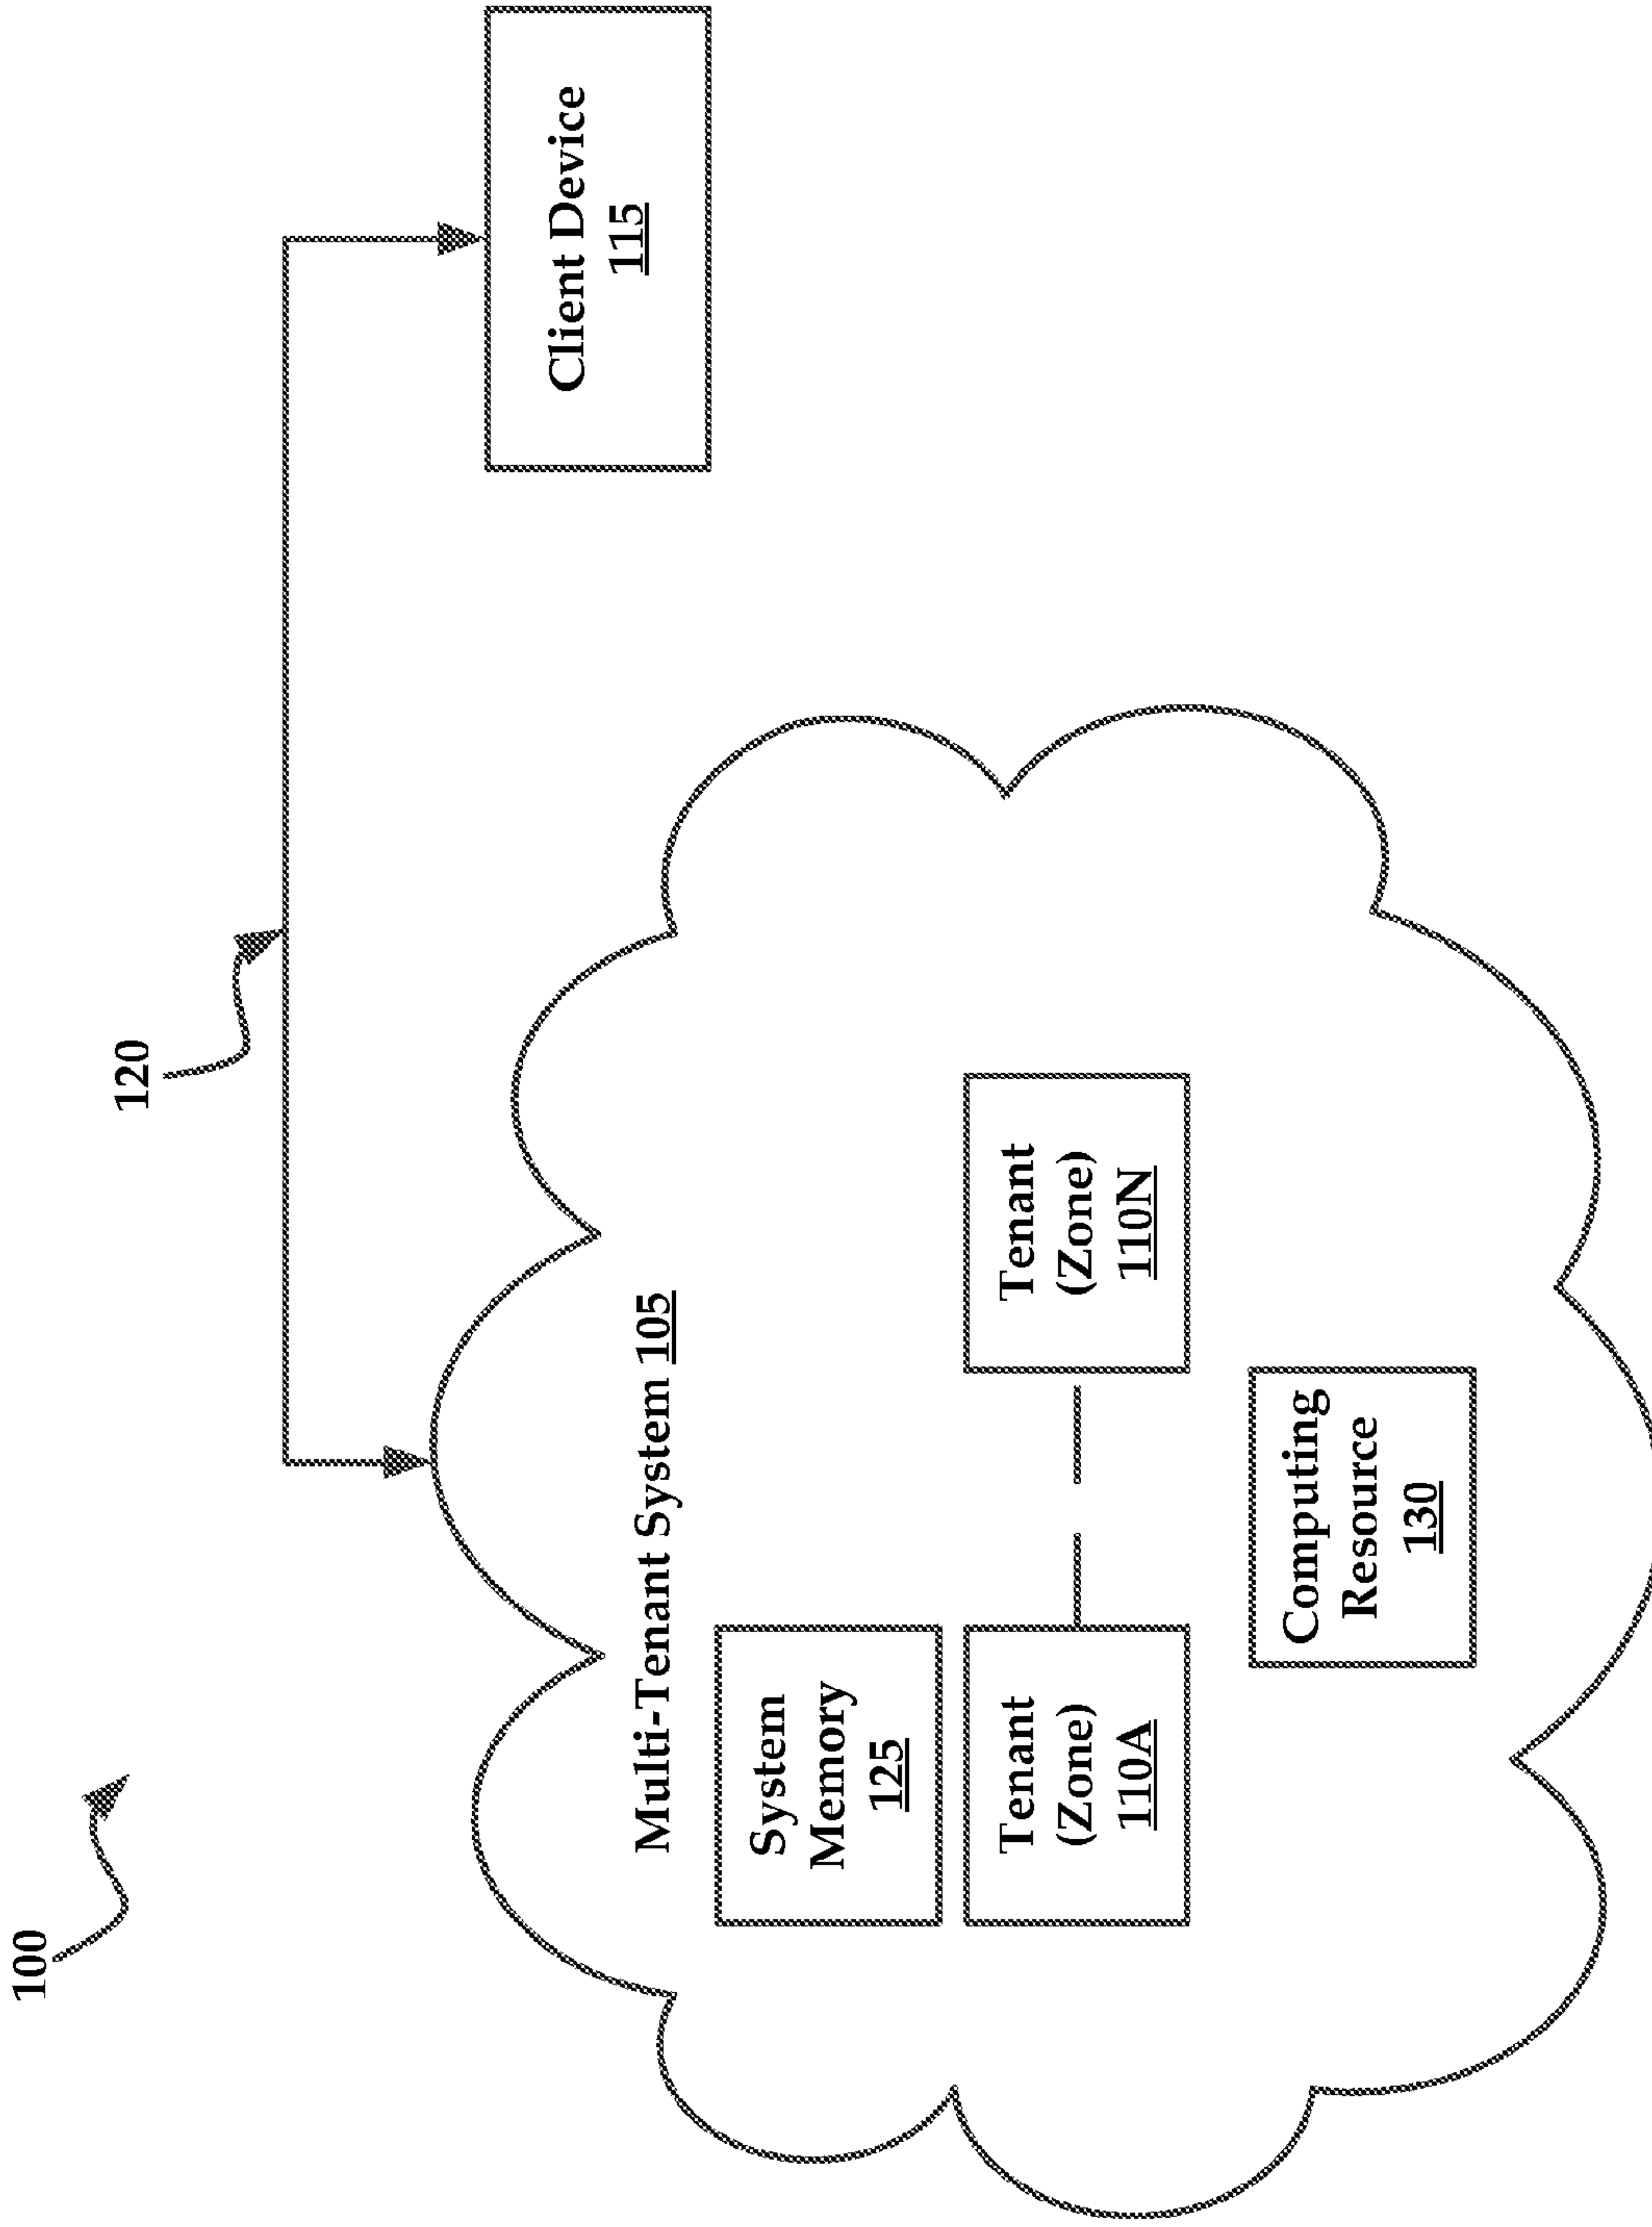 100
120
Client Device
115
Multi-Tenant System 105
System
Memory
125
Tenant
(Zone)
110A
Tenant
(Zone)
110N
Computing
Resource
130